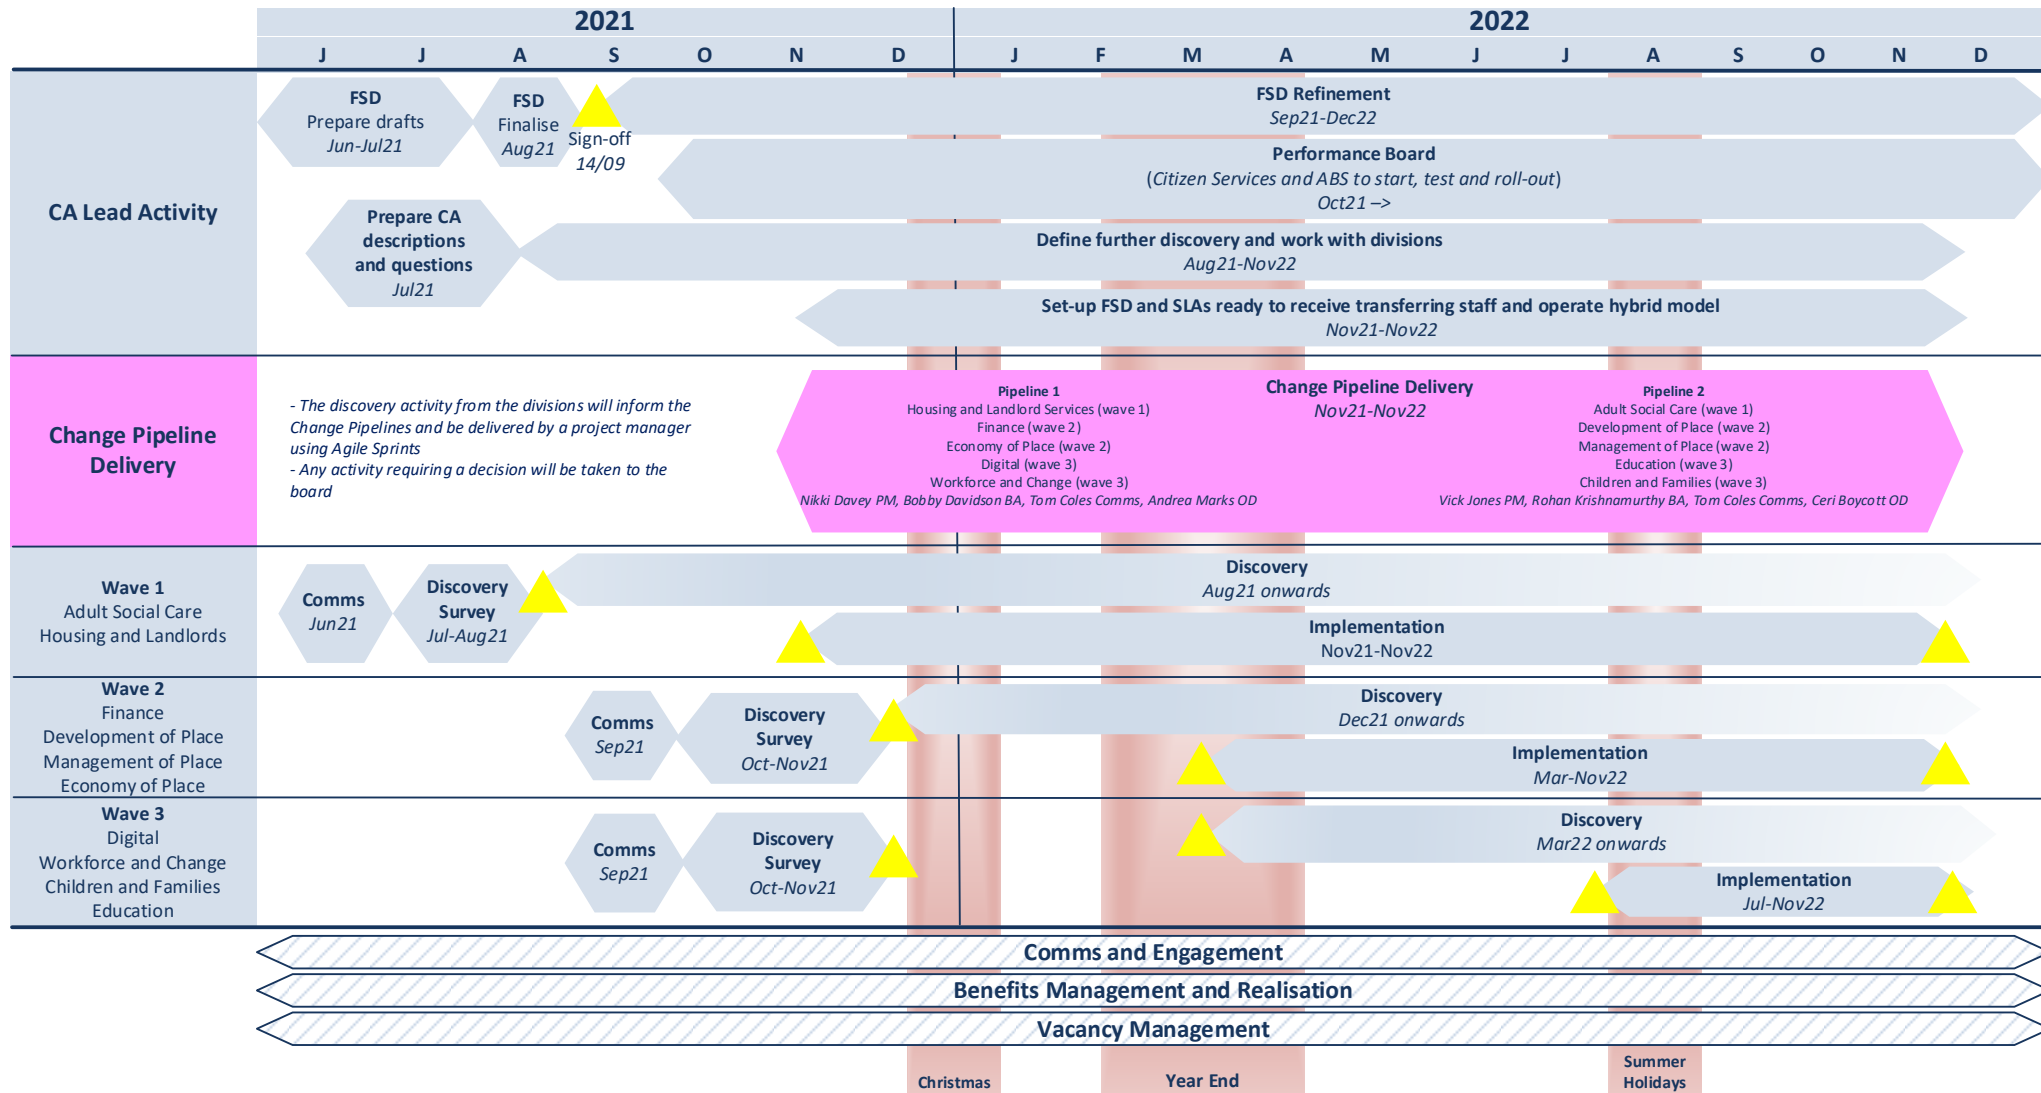 2021
2022
J J A S O N D J F M A M J J A S O N D
CA Lead Activity
FSD
Prepare drafts
Jun-Jul21
FSD
Finalise
Aug21
Sign-off
14/09
FSD Refinement
Sep21-Dec22
Performance Board
(Citizen Services and ABS to start, test and roll-out)
Oct21 –>
Prepare CA
descriptions
and questions
Jul21
Define further discovery and work with divisions
Aug21-Nov22
Set-up FSD and SLAs ready to receive transferring staff and operate hybrid model
Nov21-Nov22
Change Pipeline
Delivery
- The discovery activity from the divisions will inform the
Change Pipelines and be delivered by a project manager
using Agile Sprints
- Any activity requiring a decision will be taken to the
board
Pipeline 1
Housing and Landlord Services (wave 1)
Finance (wave 2)
Economy of Place (wave 2)
Digital (wave 3)
Workforce and Change (wave 3)
Nikki Davey PM, Bobby Davidson BA, Tom Coles Comms, Andrea Marks OD
Change Pipeline Delivery
Nov21-Nov22
Pipeline 2
Adult Social Care (wave 1)
Development of Place (wave 2)
Management of Place (wave 2)
Education (wave 3)
Children and Families (wave 3)
Vick Jones PM, Rohan Krishnamurthy BA, Tom Coles Comms, Ceri Boycott OD
Wave 1
Adult Social Care
Housing and Landlords
Comms
Jun21
Discovery
Survey
Jul-Aug21
Discovery
Aug21 onwards
Implementation
Nov21-Nov22
Wave 2
Finance
Development of Place
Management of Place
Economy of Place
Comms
Sep21
Discovery
Survey
Oct-Nov21
Discovery
Dec21 onwards
Implementation
Mar-Nov22
Wave 3
Digital
Workforce and Change
Children and Families
Education
Comms
Sep21
Discovery
Survey
Oct-Nov21
Discovery
Mar22 onwards
Implementation
Jul-Nov22
Comms and Engagement
Benefits Management and Realisation
Vacancy Management
Christmas
Year End
Summer
Holidays